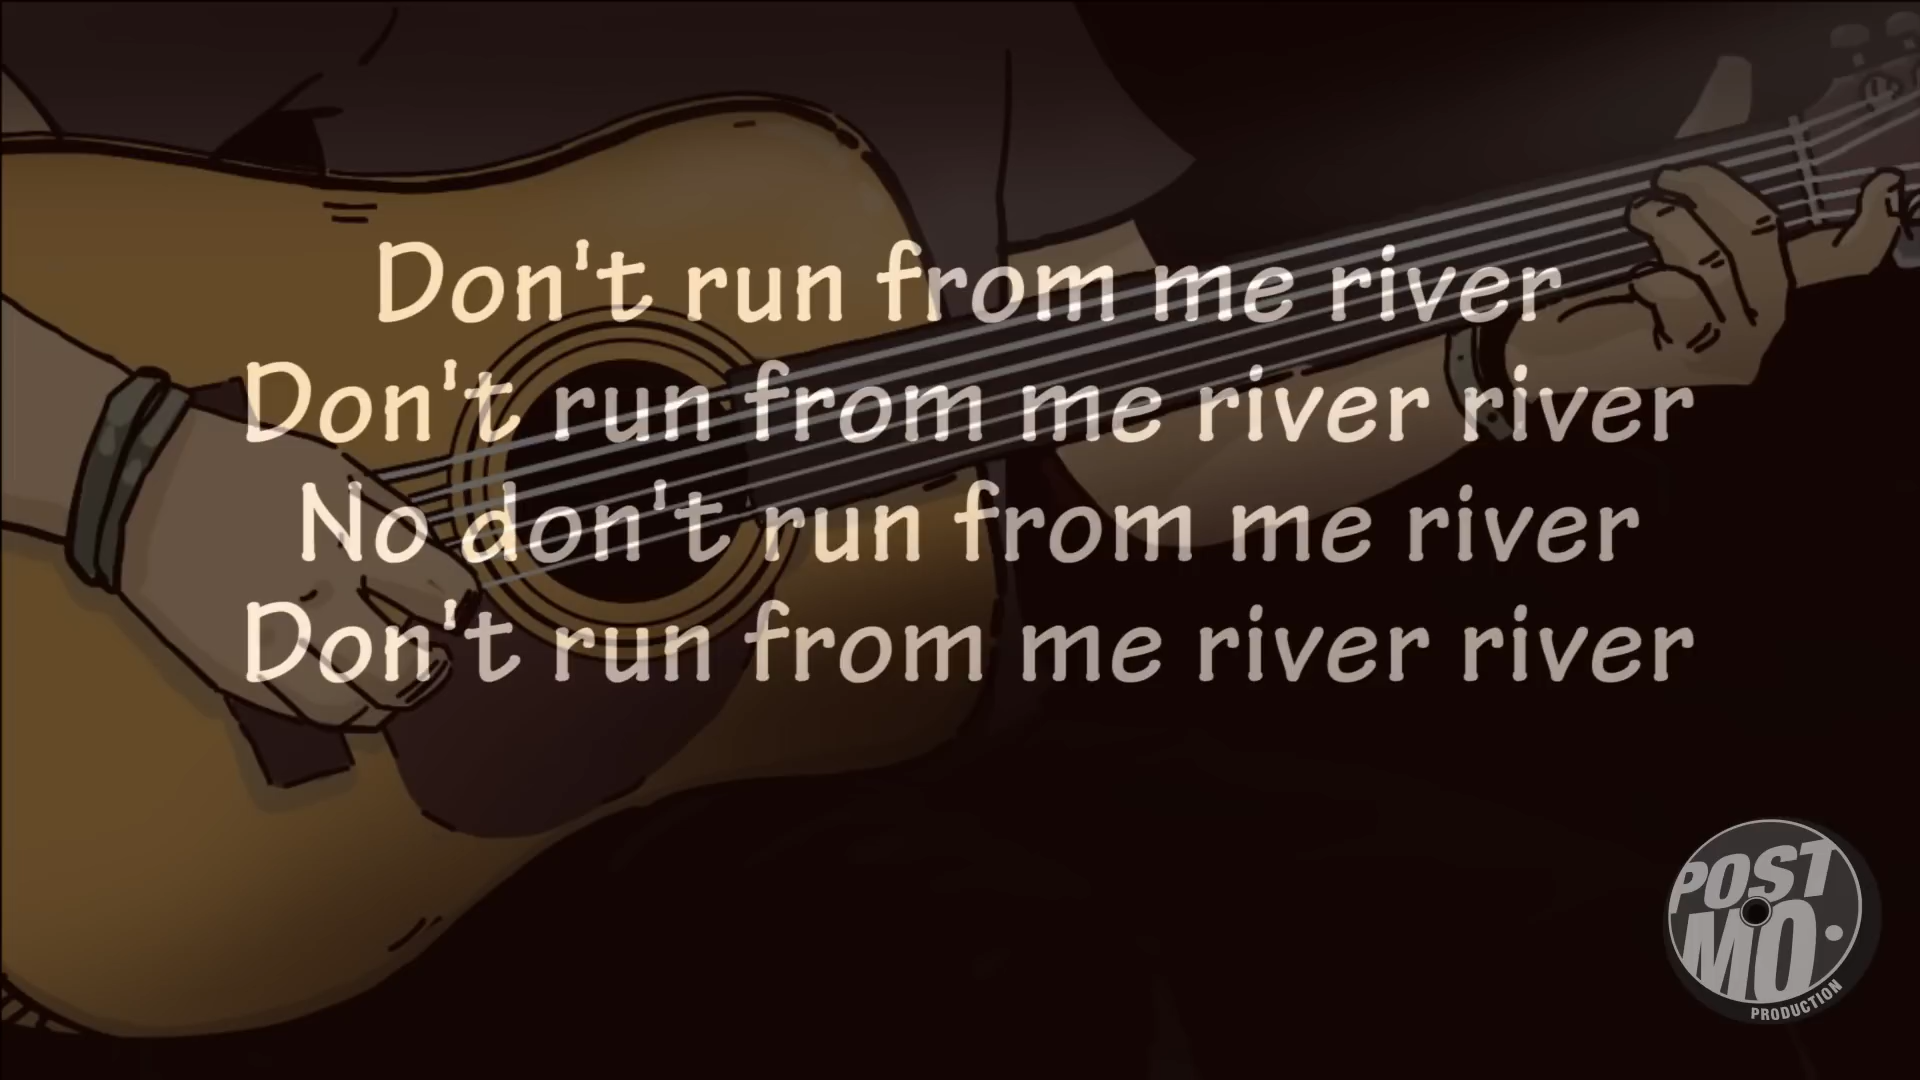 Don't run from me river
Don't run from me river river
No don't run from me river
Don't run from me river river
POST
MO.
PRODUCTION